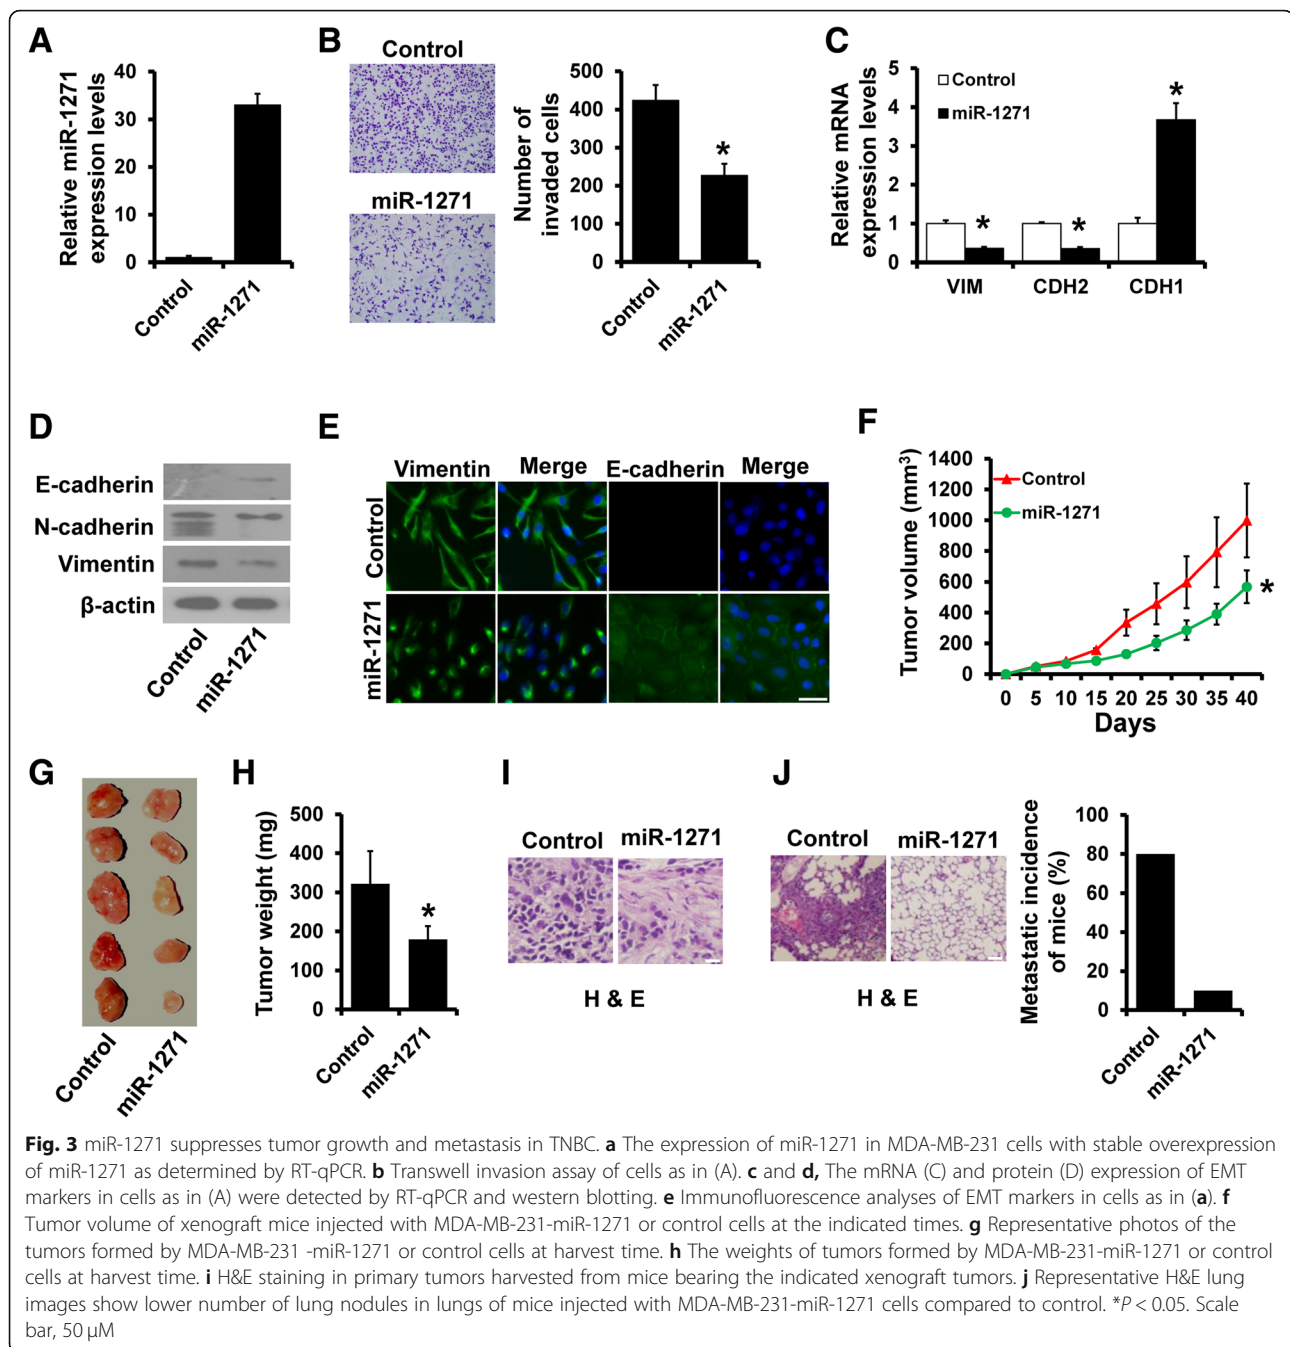 A
Relative miR-1271
expression levels
40
30
20
10
0
Control
miR-1271
B
Control
miR-1271
Number of
invaded cells
500
400
300
200
100
0
*
Control
miR-1271
C
Relative mRNA
expression levels
5
4
3
2
1
0
Control
miR-1271
*
*
*
VIM CDH2 CDH1
D
E-cadherin
N-cadherin
Vimentin
β-actin
Control
miR-1271
E
Vimentin Merge E-cadherin Merge
Control
miR-1271
F
Tumor volume (mm³)
1400
1200
1000
800
600
400
200
0
Control
miR-1271
*
0 5 10 15 20 25 30 35 40
Days
G
Control
miR-1271
H
Tumor weight (mg)
500
400
300
200
100
0
*
Control
miR-1271
I
Control miR-1271
H & E
J
Control miR-1271
H & E
Metastatic incidence
of mice (%)
100
80
60
40
20
0
Control
miR-1271
Fig. 3 miR-1271 suppresses tumor growth and metastasis in TNBC. a The expression of miR-1271 in MDA-MB-231 cells with stable overexpression
of miR-1271 as determined by RT-qPCR. b Transwell invasion assay of cells as in (A). c and d, The mRNA (C) and protein (D) expression of EMT
markers in cells as in (A) were detected by RT-qPCR and western blotting. e Immunofluorescence analyses of EMT markers in cells as in (a). f
Tumor volume of xenograft mice injected with MDA-MB-231-miR-1271 or control cells at the indicated times. g Representative photos of the
tumors formed by MDA-MB-231 -miR-1271 or control cells at harvest time. h The weights of tumors formed by MDA-MB-231-miR-1271 or control
cells at harvest time. i H&E staining in primary tumors harvested from mice bearing the indicated xenograft tumors. j Representative H&E lung
images show lower number of lung nodules in lungs of mice injected with MDA-MB-231-miR-1271 cells compared to control. *P < 0.05. Scale
bar, 50 μM